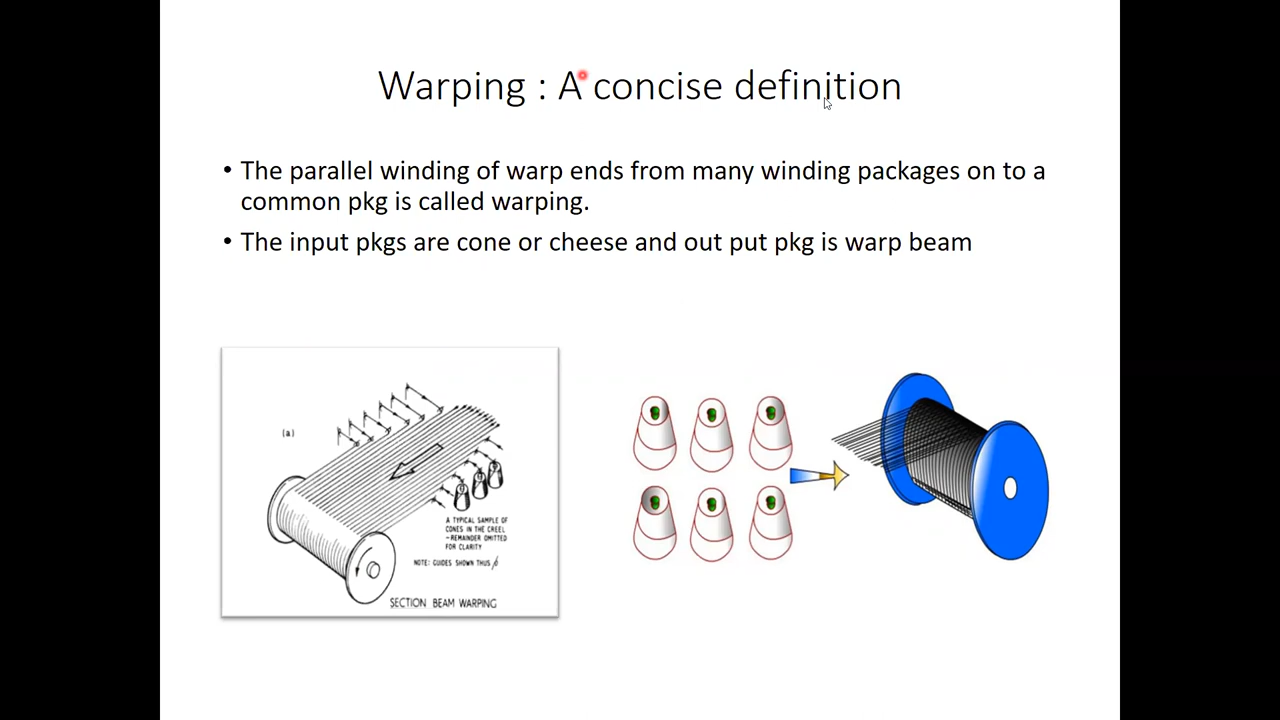 Warping : A concise definition
• The parallel winding of warp ends from many winding packages on to a
common pkg is called warping.
• The input pkgs are cone or cheese and out put pkg is warp beam
(a)
A TYPICAL SAMPLE OF
CONES IN THE CREEL
-REMAINDER OMITTED
FOR CLARITY
NOTE: GUIDES SHOWN THUS
SECTION BEAM WARPING